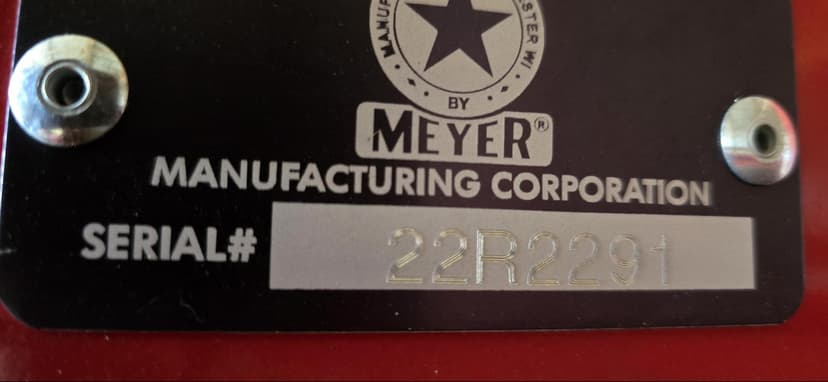 BY
MEYER®
MANUFACTURING CORPORATION
SERIAL# 22R2291